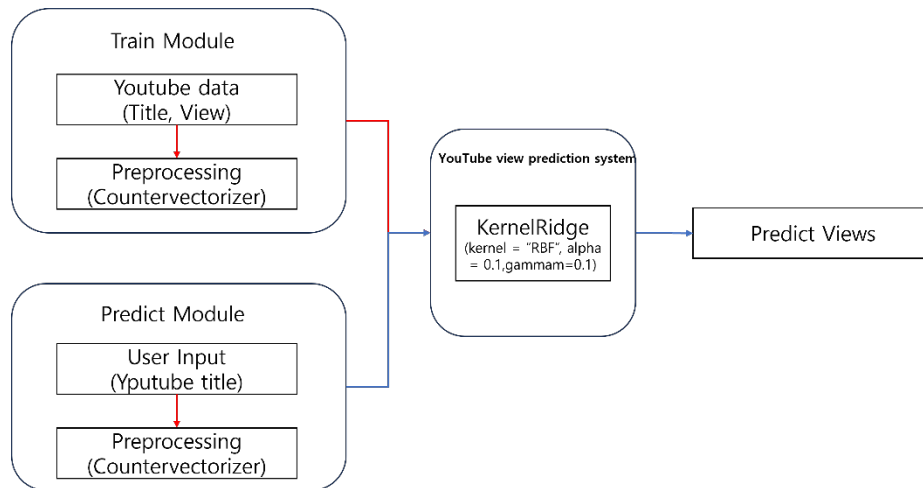 Train Module
Youtube data
(Title, View)
Preprocessing
(Countervectorizer)
Predict Module
User Input
(Yputube title)
Preprocessing
(Countervectorizer)
YouTube view prediction system
KernelRidge
(kernel = "RBF", alpha
= 0.1,gammam=0.1)
Predict Views